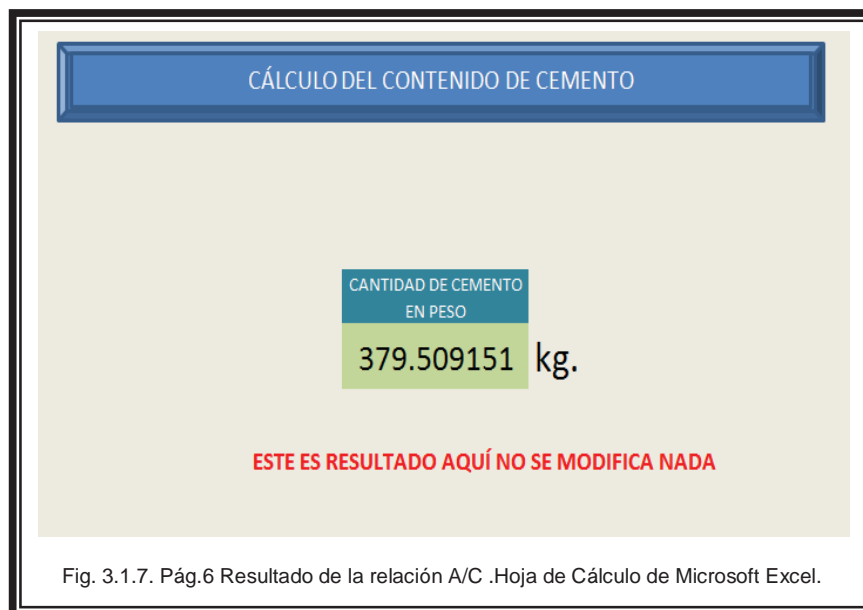 CÁLCULO DEL CONTENIDO DE CEMENTO
CANTIDAD DE CEMENTO
EN PESO
379.509151 kg.
ESTE ES RESULTADO AQUÍ NO SE MODIFICA NADA
Fig. 3.1.7. Pág.6 Resultado de la relación A/C .Hoja de Cálculo de Microsoft Excel.